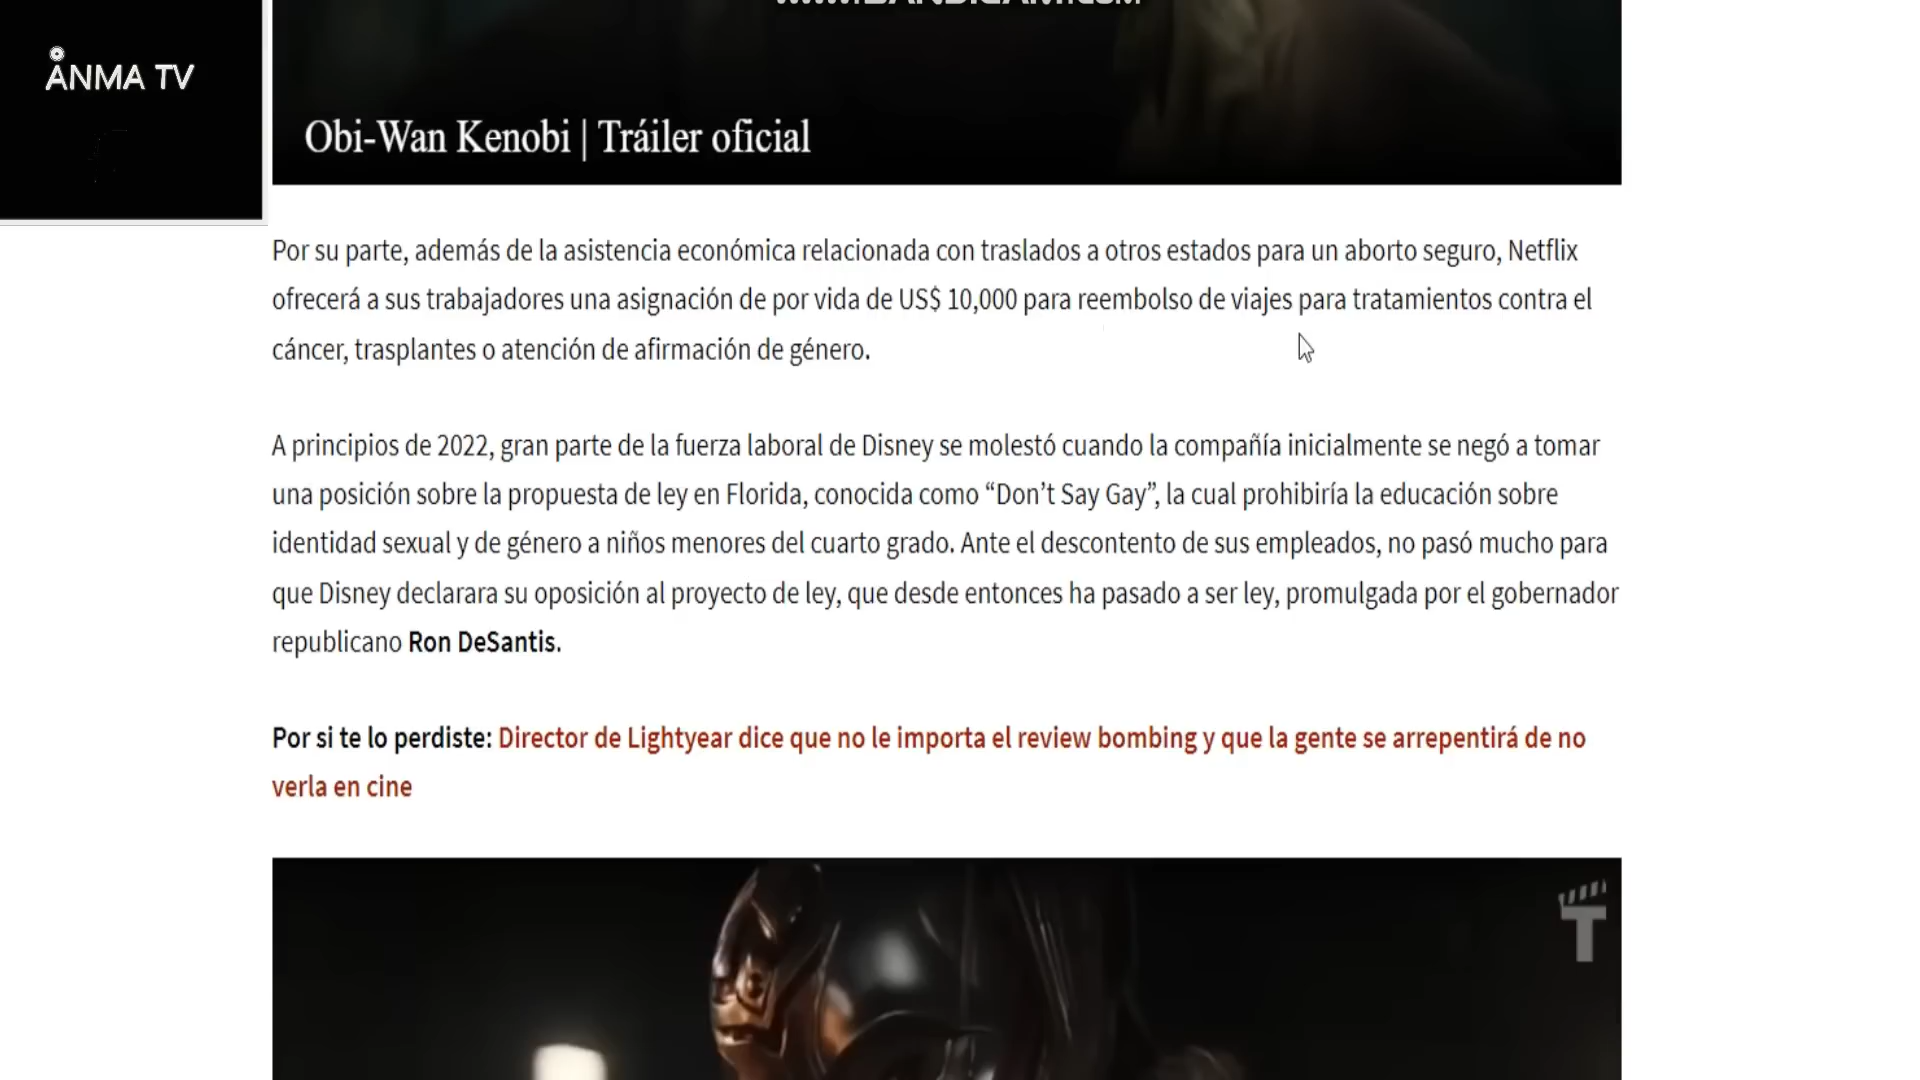 ÅNMA TV
Obi-Wan Kenobi | Tráiler oficial
Por su parte, además de la asistencia económica relacionada con traslados a otros estados para un aborto seguro, Netflix
ofrecerá a sus trabajadores una asignación de por vida de US$ 10,000 para reembolso de viajes para tratamientos contra el
cáncer, trasplantes o atención de afirmación de género.
A principios de 2022, gran parte de la fuerza laboral de Disney se molestó cuando la compañía inicialmente se negó a tomar
una posición sobre la propuesta de ley en Florida, conocida como “Don’t Say Gay”, la cual prohibiría la educación sobre
identidad sexual y de género a niños menores del cuarto grado. Ante el descontento de sus empleados, no pasó mucho para
que Disney declarara su oposición al proyecto de ley, que desde entonces ha pasado a ser ley, promulgada por el gobernador
republicano Ron DeSantis.
Por si te lo perdiste: Director de Lightyear dice que no le importa el review bombing y que la gente se arrepentirá de no
verla en cine
T